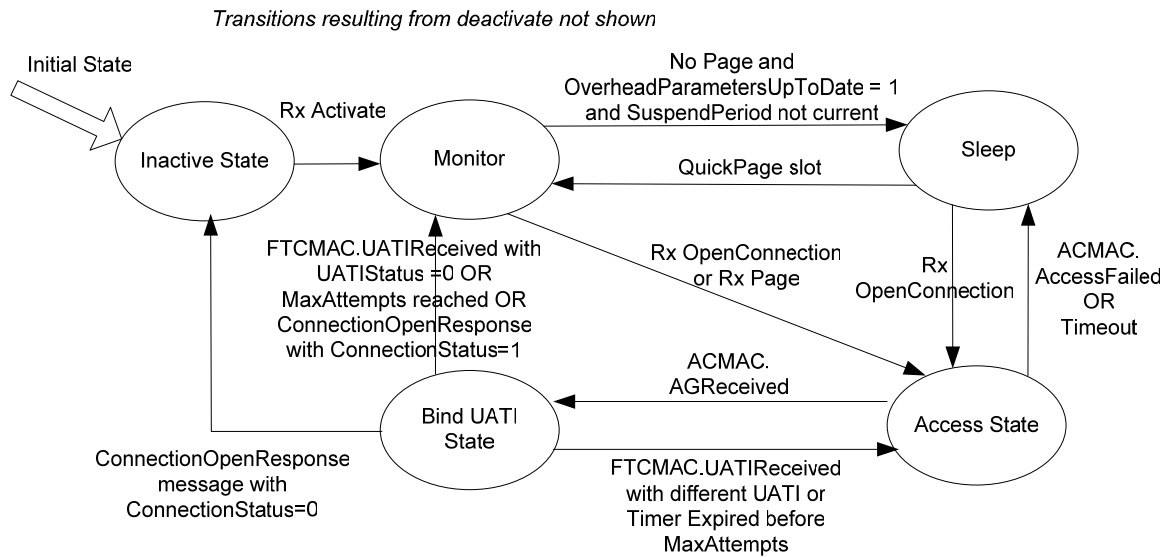 Transitions resulting from deactivate not shown
Initial State
Rx Activate
No Page and
OverheadParametersUpToDate = 1
and SuspendPeriod not current
Inactive State
Monitor
Sleep
QuickPage slot
FTCMAC.UATIReceived with
UATIStatus =0 OR
MaxAttempts reached OR
ConnectionOpenResponse
with ConnectionStatus=1
Rx OpenConnection
or Rx Page
Rx
OpenConnection
ACMAC.
AccessFailed
OR
Timeout
ACMAC.
AGReceived
Bind UATI
State
Access State
ConnectionOpenResponse
message with
ConnectionStatus=0
FTCMAC.UATIReceived
with different UATI or
Timer Expired before
MaxAttempts